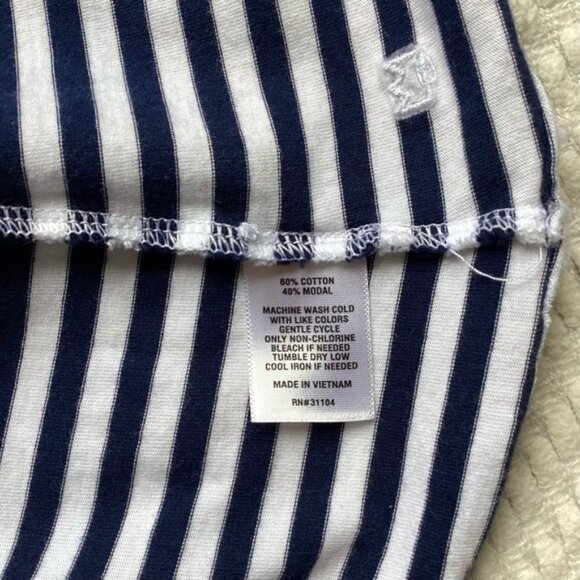 60% COTTON
40% MODAL
MACHINE WASH COLD
WITH LIKE COLORS
GENTLE CYCLE
ONLY NON-CHLORINE
BLEACH IF NEEDED
TUMBLE DRY LOW
COOL IRON IF NEEDED
MADE IN VIETNAM
RN#31104